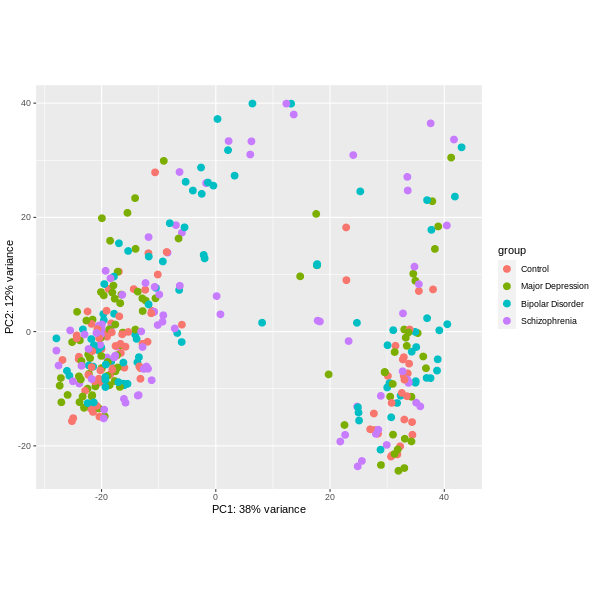 40
20
0
-20
PC2: 12% variance
-20
0
20
40
PC1: 38% variance
group
Control
Major Depression
Bipolar Disorder
Schizophrenia